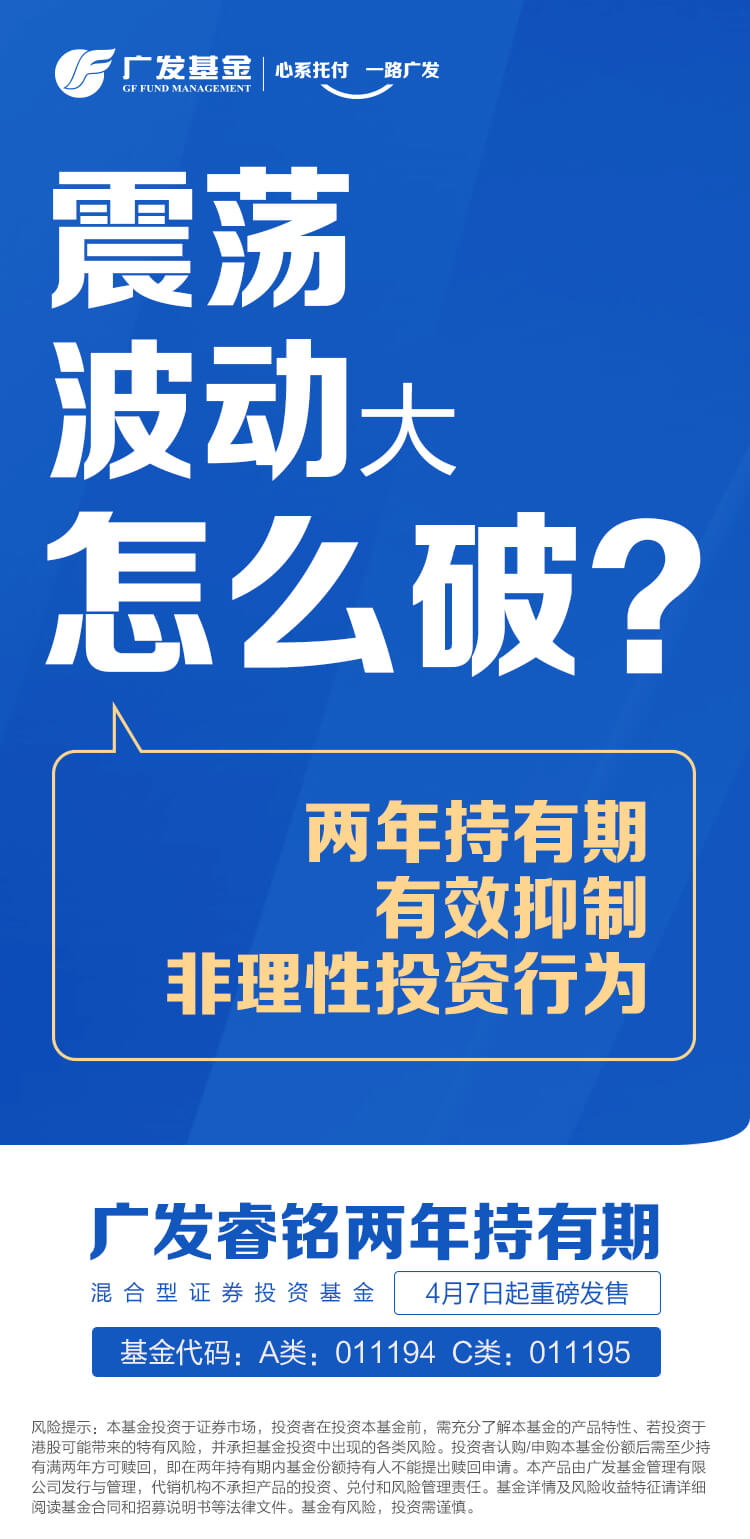 广发基金 心系托付 一路广发
GF FUND MANAGEMENT
震荡
波动大
怎么破?
两年持有期
有效抑制
非理性投资行为
广发睿铭两年持有期
混合型证券投资基金 4月7日起重磅发售
基金代码：A类：011194 C类：011195
风险提示：本基金投资于证券市场，投资者在投资本基金前，需充分了解本基金的产品特性、若投资于
港股可能带来的特有风险，并承担基金投资中出现的各类风险。投资者认购/申购本基金份额后需至少持
有满两年方可赎回，即在两年持有期内基金份额持有人不能提出赎回申请。本产品由广发基金管理有限
公司发行与管理，代销机构不承担产品的投资、兑付和风险管理责任。基金详情及风险收益特征请详细
阅读基金合同和招募说明书等法律文件。基金有风险，投资需谨慎。